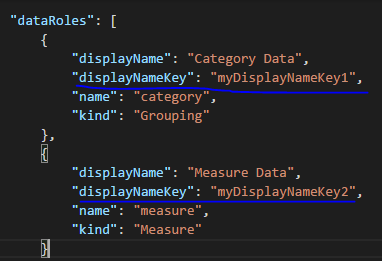 "dataRoles": [
{
"displayName": "Category Data",
"displayNameKey": "myDisplayNameKey1",
"name": "category",
"kind": "Grouping"
},
{
"displayName": "Measure Data",
"displayNameKey": "myDisplayNameKey2",
"name": "measure",
"kind": "Measure"
}